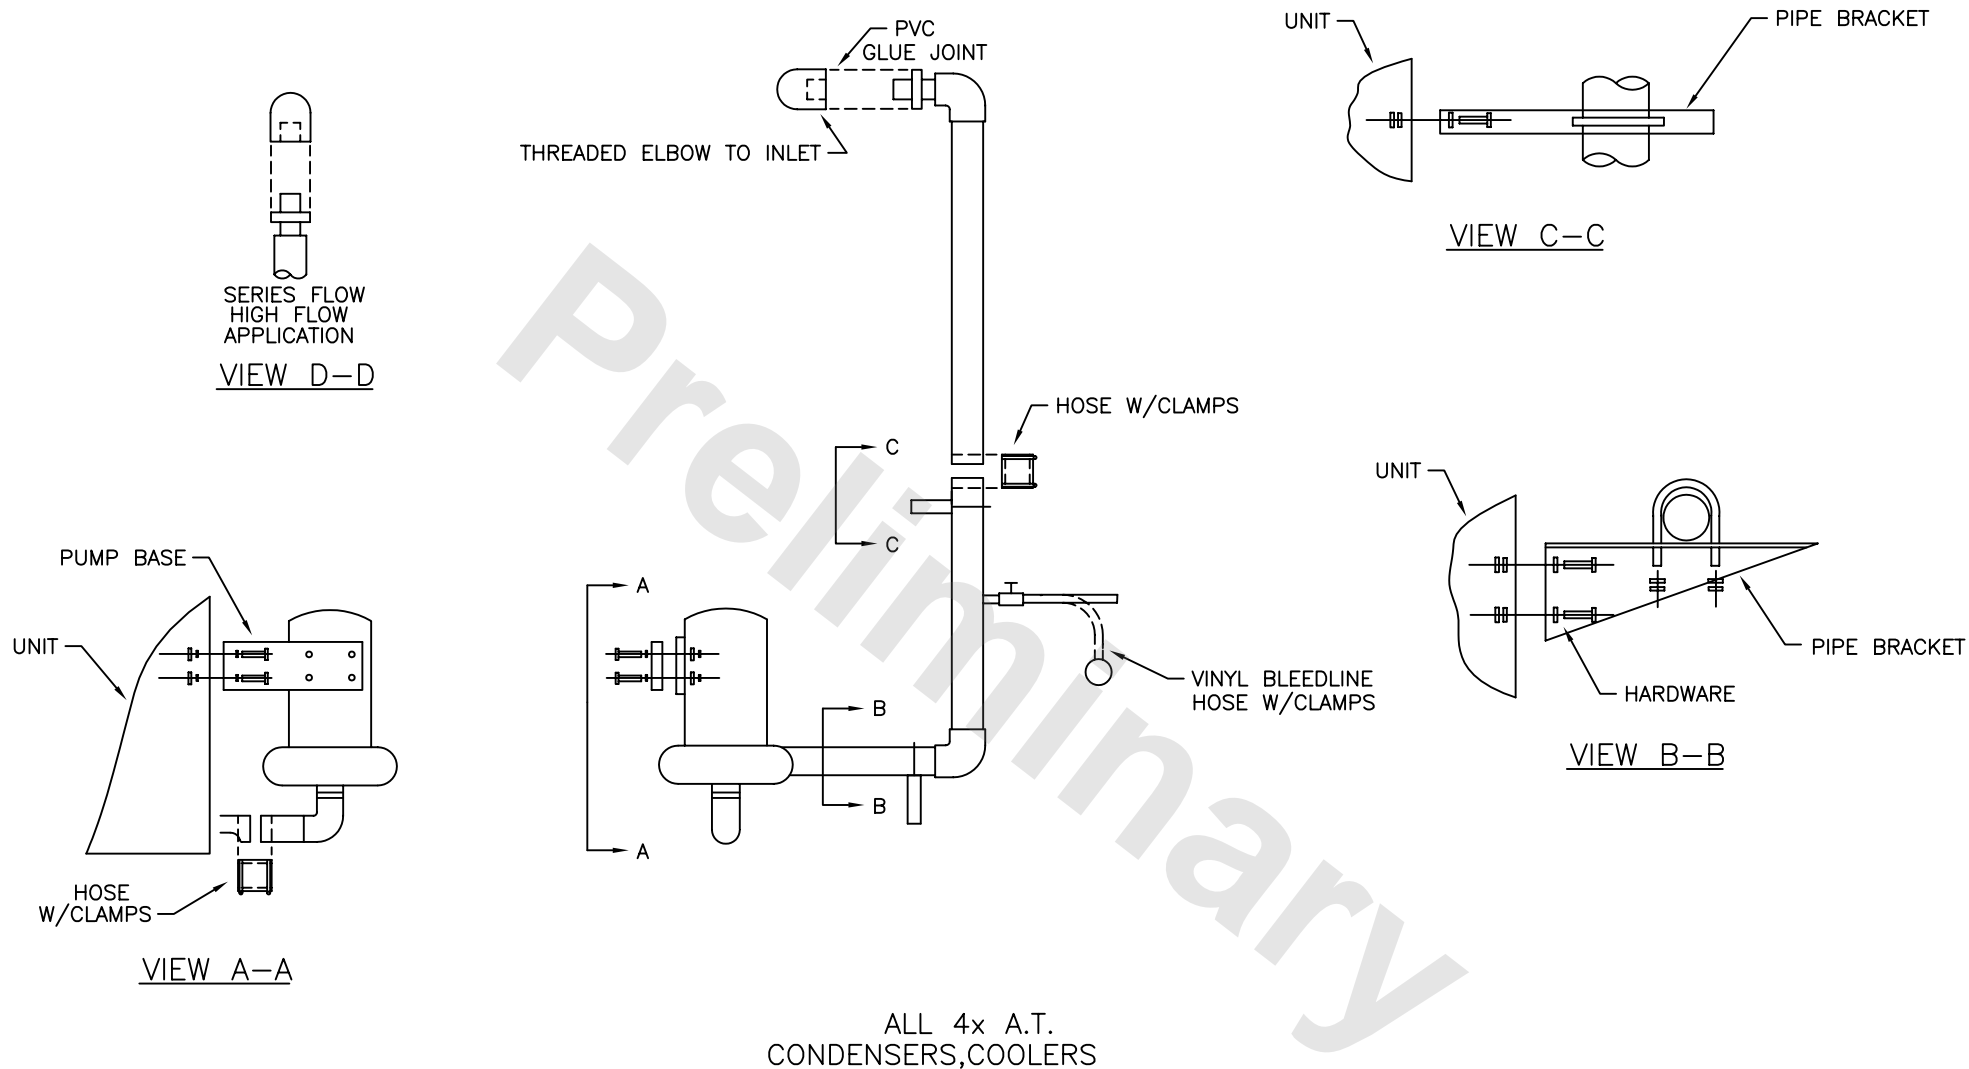 PVC
GLUE JOINT
THREADED ELBOW TO INLET
UNIT
PIPE BRACKET
VIEW C-C
SERIES FLOW
HIGH FLOW
APPLICATION
VIEW D-D
HOSE W/CLAMPS
C
C
UNIT
PIPE BRACKET
HARDWARE
VIEW B-B
PUMP BASE
UNIT
HOSE
W/CLAMPS
VIEW A-A
A
A
B
B
VINYL BLEEDLINE
HOSE W/CLAMPS
Preliminary
ALL 4x A.T.
CONDENSERS,COOLERS